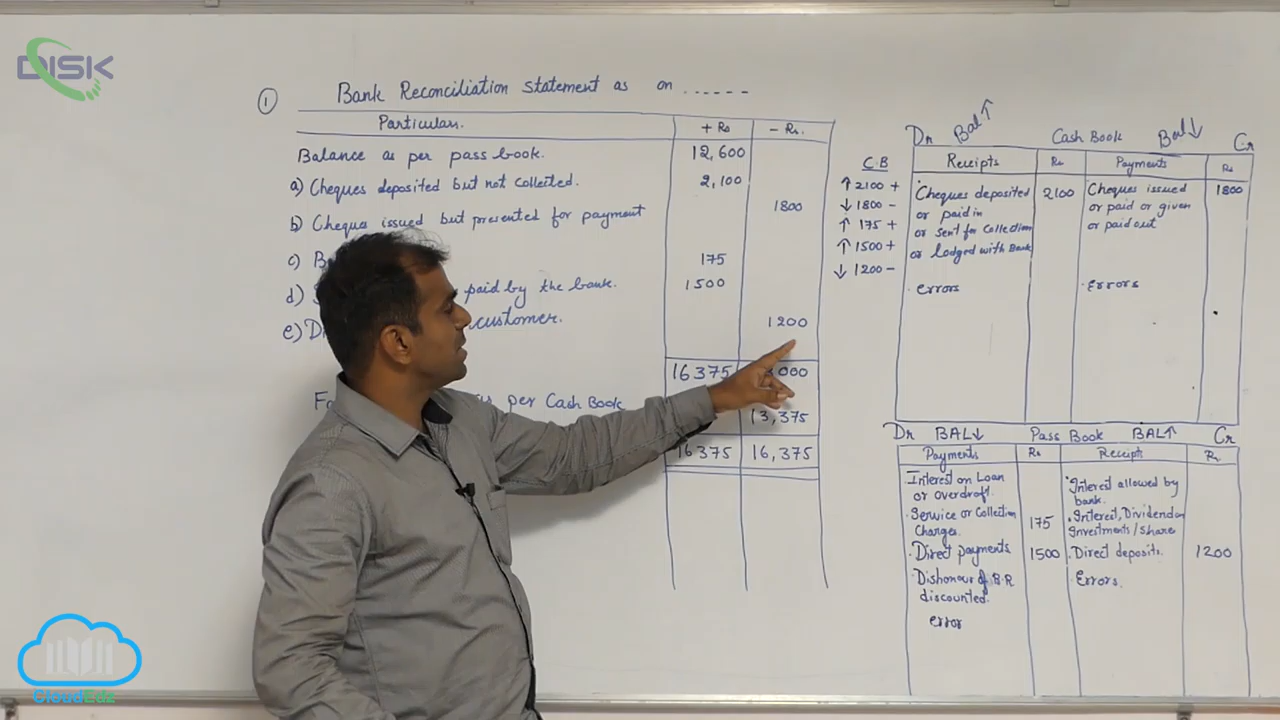 DISK
① Bank Reconciliation Statement as on ......
Particulars. + Rs - Rs.
Balance as per pass book. 12,600
a) Cheques deposited but not collected. 2,100
b) Cheques issued but presented for payment 1800
c) B 175
d) S paid by the bank. 1500
e) D customer. 1200
16375 000
as per Cash Book 13,375
16375 16,375
C.B
↑ 2100 +
↓ 1800 -
↑ 175 +
↑ 1500 +
↓ 1200 -
Dr Bal↑ Cash Book Bal↓ Cr
Receipts Rs Payments Rs
Cheques deposited 2100 Cheques issued 1800
or paid in or paid or given
or sent for Collection or paid out
or lodged with Bank
· errors · errors
Dr BAL↓ Pass Book BAL↑ Cr
Payments Rs Receipts Rs.
· Interest on Loan · Interest allowed by
or overdraft. bank.
· Service or Collection 175 · Interest, Dividend on
Charges. Investments/share
· Direct payments 1500 · Direct deposits. 1200
· Dishonour of B.R · Errors.
discounted.
error
CloudEdz